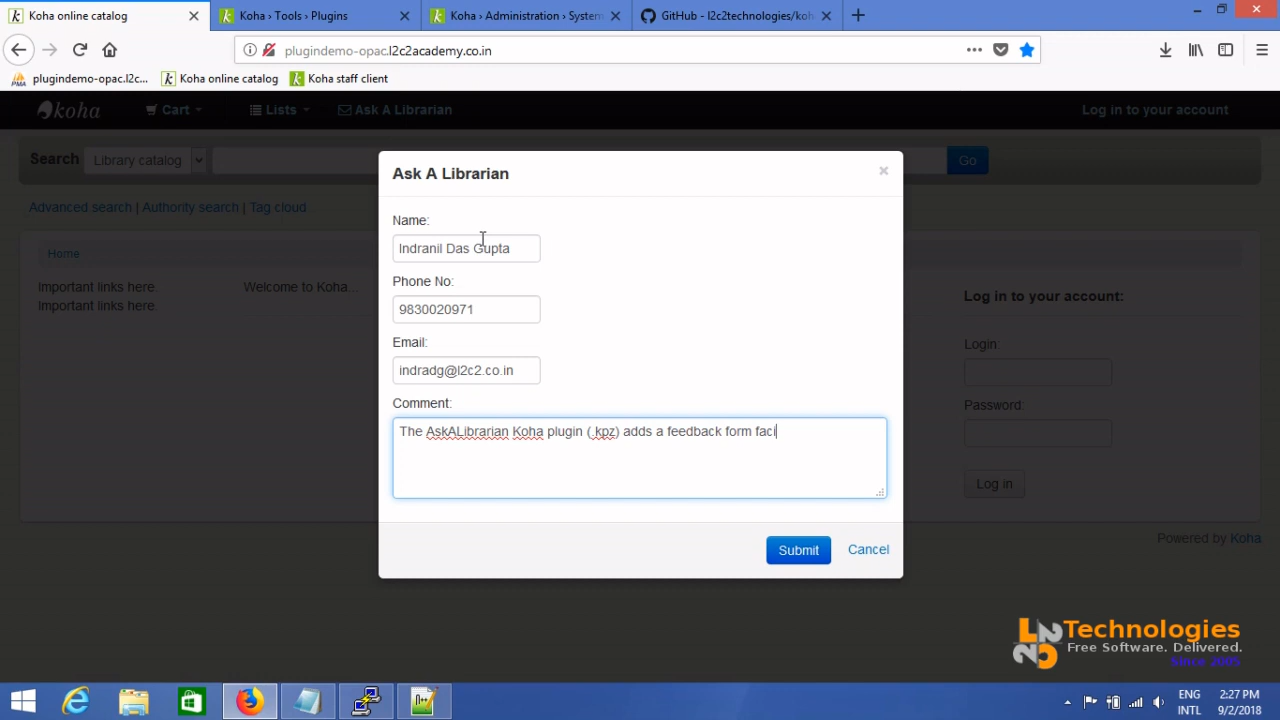 Koha online catalog
Koha › Tools › Plugins
Koha › Administration › System
GitHub - l2c2technologies/koh
plugindemo-opac.l2c2academy.co.in
plugindemo-opac.l2c...
Koha online catalog
Koha staff client
koha
Cart
Lists
Ask A Librarian
Log in to your account
Search
Library catalog
Go
Advanced search | Authority search | Tag cloud
Home
Important links here.
Important links here.
Welcome to Koha...
Log in to your account:
Login:
Password:
Log in
Powered by Koha
Ask A Librarian
×
Name:
Indranil Das Gupta
Phone No:
9830020971
Email:
indradg@l2c2.co.in
Comment:
The AskALibrarian Koha plugin (.kpz) adds a feedback form faci
Submit
Cancel
L2C2 Technologies
Free Software. Delivered.
Since 2005
ENG
INTL
2:27 PM
9/2/2018